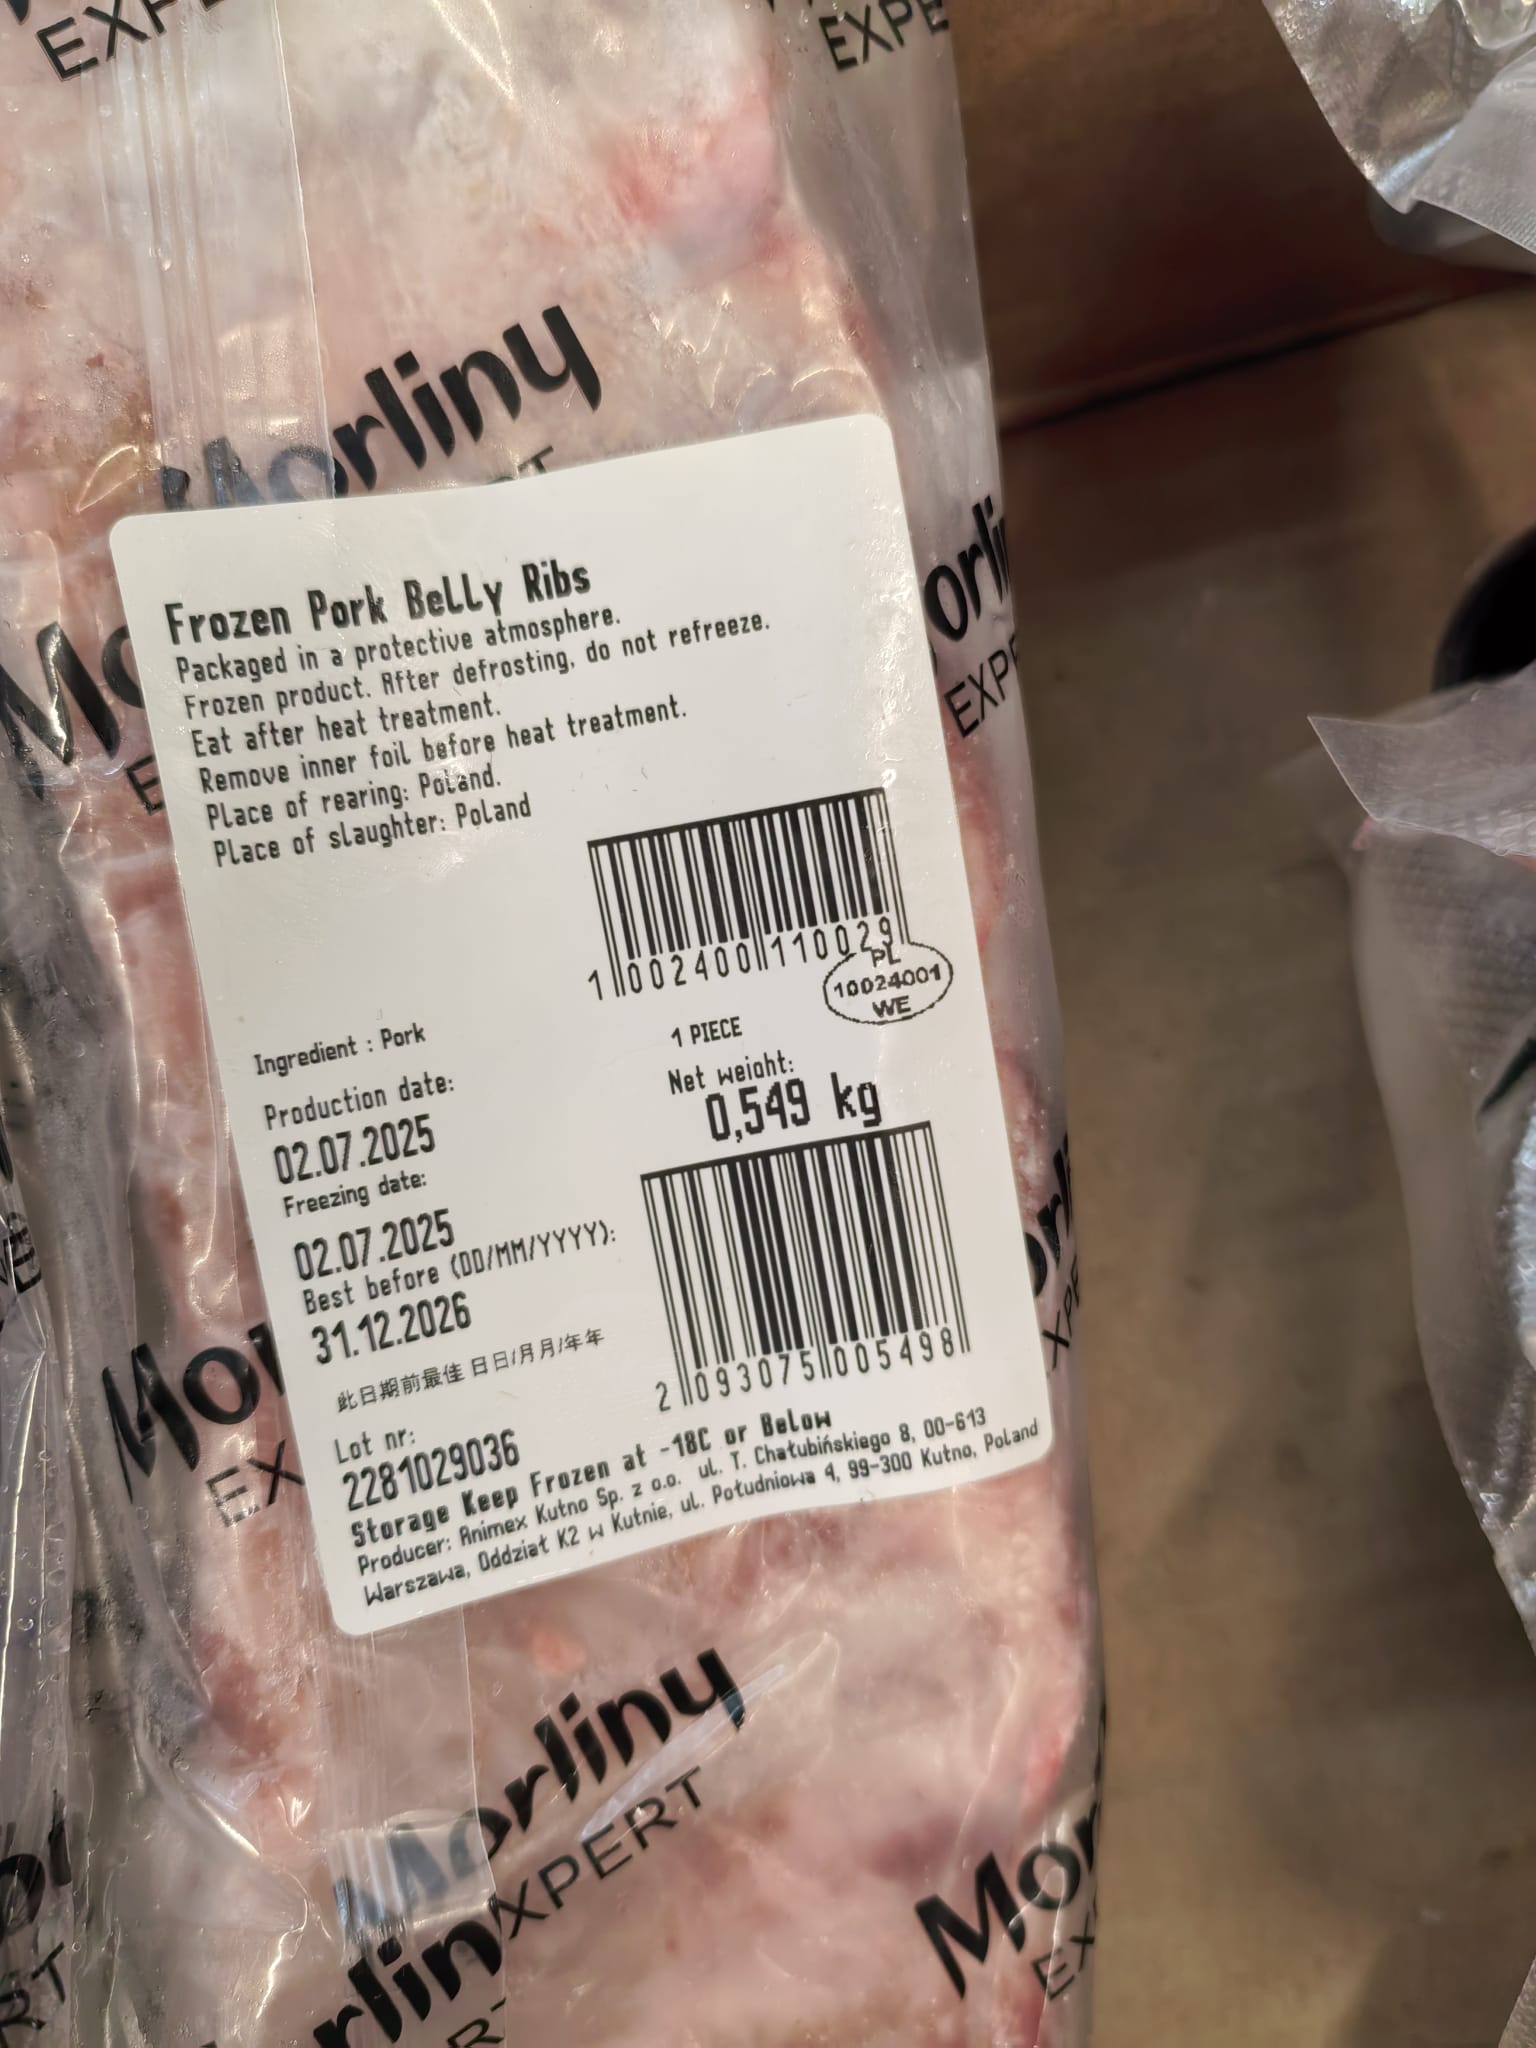 EXPE
Morliny
Frozen Pork Belly Ribs
Packaged in a protective atmosphere.
Frozen product. After defrosting, do not refreeze.
Eat after heat treatment.
Remove inner foil before heat treatment.
Place of rearing: Poland.
Place of slaughter: Poland
1 002400 110029
PL
10024001
WE
Ingredient : Pork
1 PIECE
Net weight:
0,549 kg
Production date:
02.07.2025
Freezing date:
02.07.2025
Best before (DD/MM/YYYY):
31.12.2026
此日期前最佳 日日/月月/年年
2 093075 005498
Lot nr:
2281029036
Storage Keep Frozen at -18C or Below
Producer: Animex Kutno Sp. z o.o. ul. T. Chałubińskiego 8, 00-613
Warszawa, Oddział K2 w Kutnie, ul. Południowa 4, 99-300 Kutno, Poland
Morliny
EXPERT